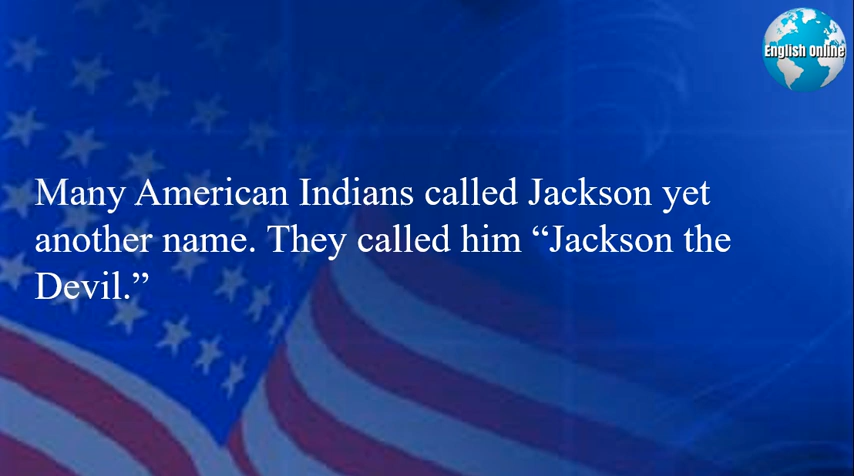 English Online
Many American Indians called Jackson yet
another name. They called him “Jackson the
Devil.”